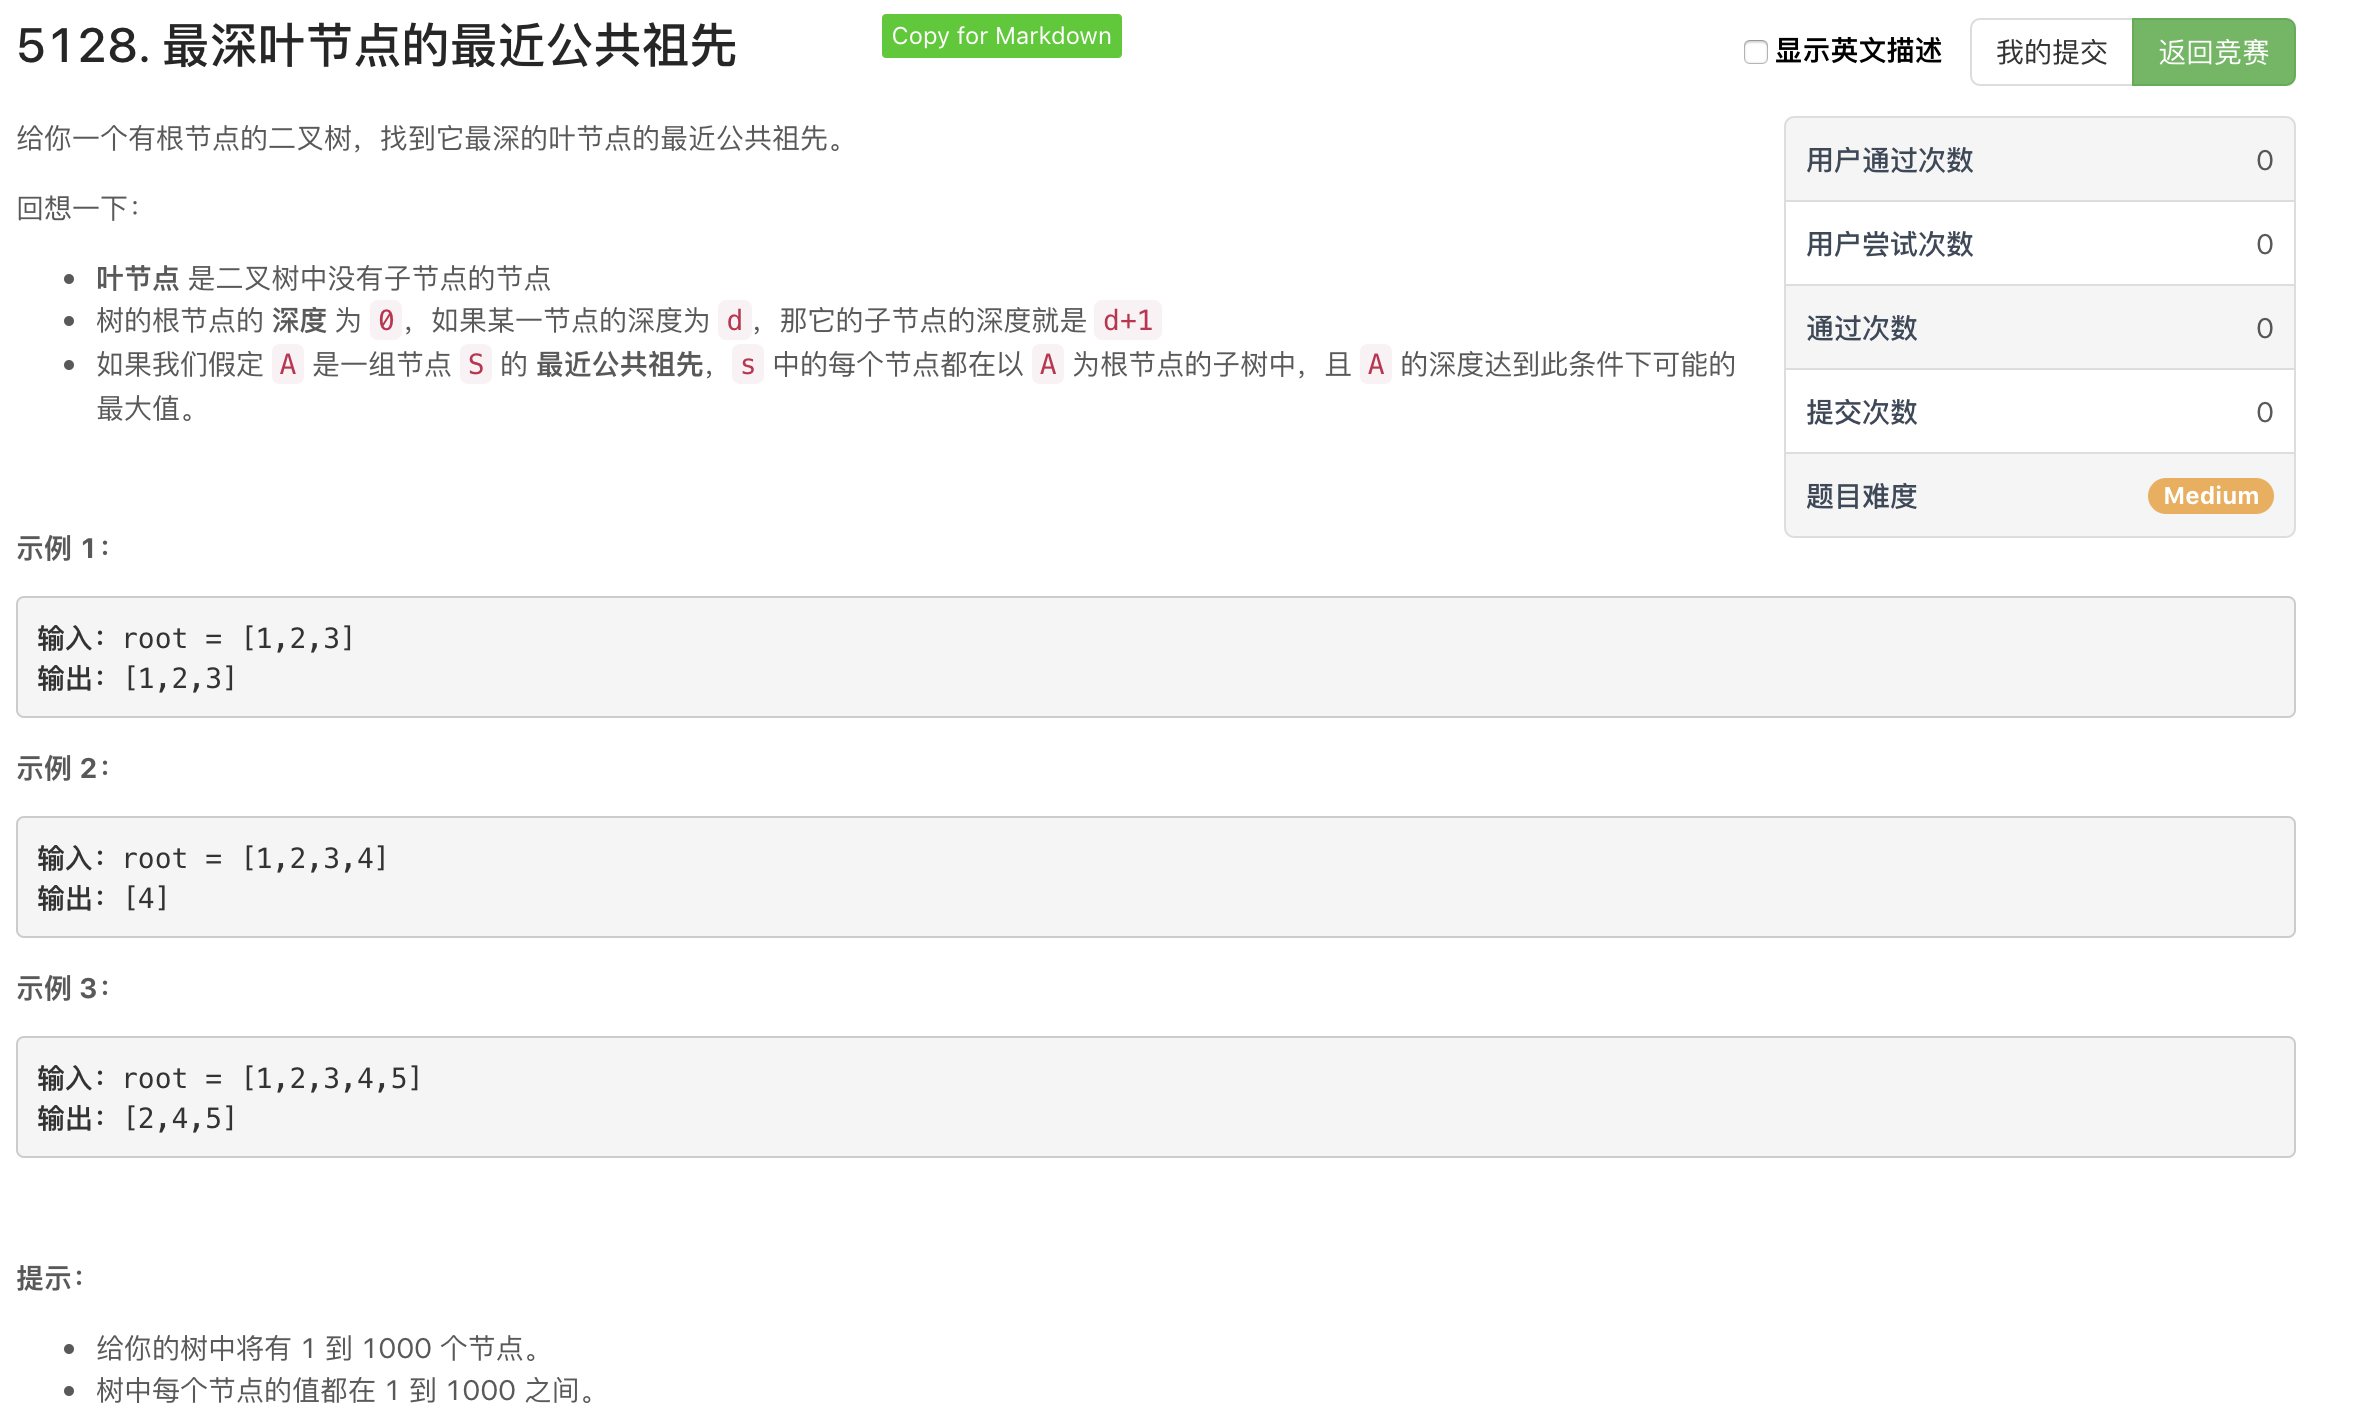 5128. 最深叶节点的最近公共祖先
Copy for Markdown
显示英文描述
我的提交
返回竞赛
给你一个有根节点的二叉树，找到它最深的叶节点的最近公共祖先。
回想一下：
叶节点 是二叉树中没有子节点的节点
树的根节点的 深度 为 0，如果某一节点的深度为 d，那它的子节点的深度就是 d+1
如果我们假定 A 是一组节点 S 的 最近公共祖先，s 中的每个节点都在以 A 为根节点的子树中，且 A 的深度达到此条件下可能的
最大值。
用户通过次数 0
用户尝试次数 0
通过次数 0
提交次数 0
题目难度 Medium
示例 1：
输入：root = [1,2,3]
输出：[1,2,3]
示例 2：
输入：root = [1,2,3,4]
输出：[4]
示例 3：
输入：root = [1,2,3,4,5]
输出：[2,4,5]
提示：
给你的树中将有 1 到 1000 个节点。
树中每个节点的值都在 1 到 1000 之间。